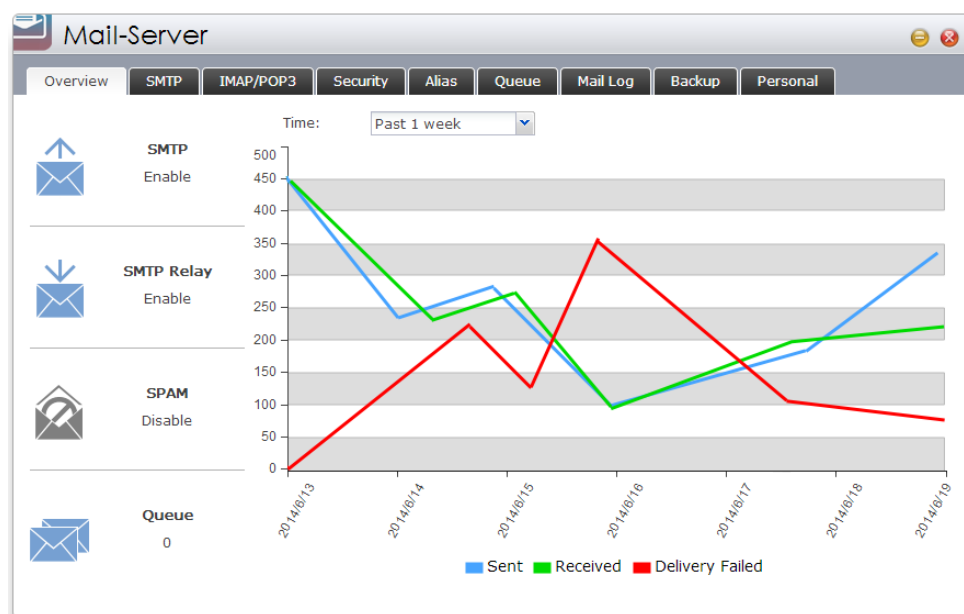 Mail-Server
Overview SMTP IMAP/POP3 Security Alias Queue Mail Log Backup Personal
Time: Past 1 week
SMTP
Enable
SMTP Relay
Enable
SPAM
Disable
Queue
0
500
450
400
350
300
250
200
150
100
50
0
2014/6/13 2014/6/14 2014/6/15 2014/6/16 2014/6/17 2014/6/18 2014/6/19
Sent Received Delivery Failed